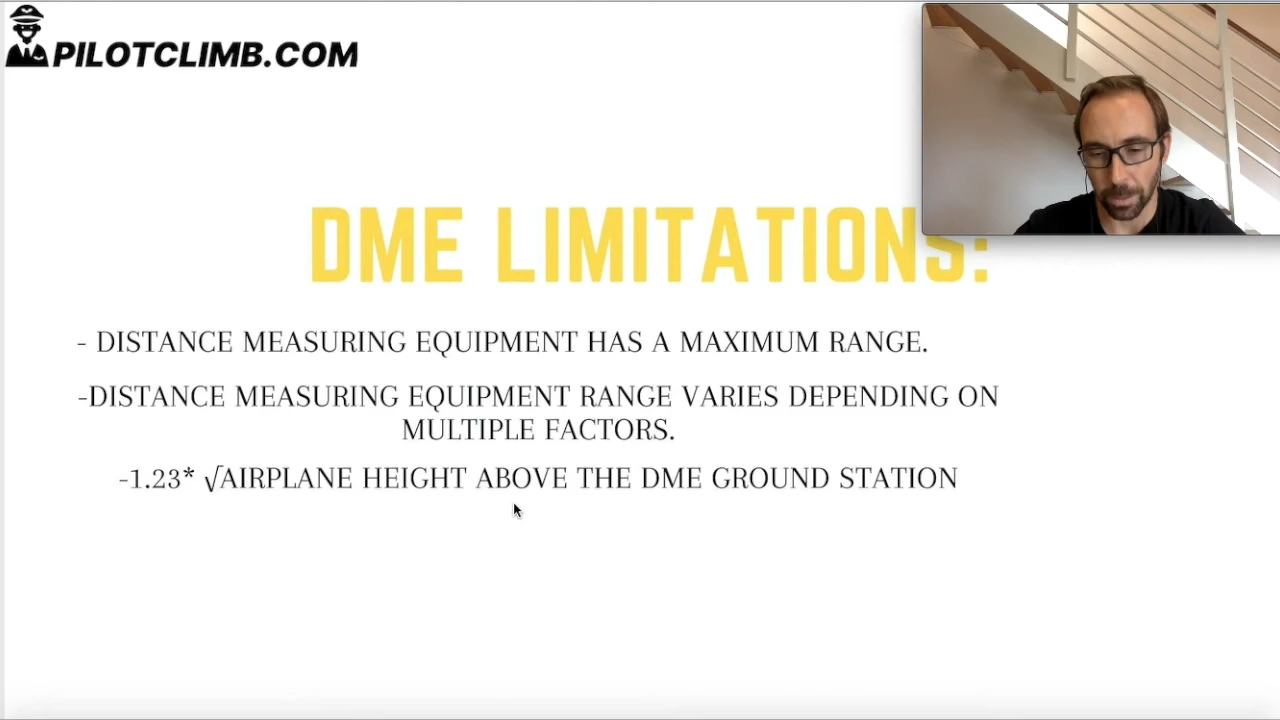 PILOTCLIMB.COM
DME LIMITATIONS:
- DISTANCE MEASURING EQUIPMENT HAS A MAXIMUM RANGE.
-DISTANCE MEASURING EQUIPMENT RANGE VARIES DEPENDING ON
MULTIPLE FACTORS.
-1.23* √AIRPLANE HEIGHT ABOVE THE DME GROUND STATION